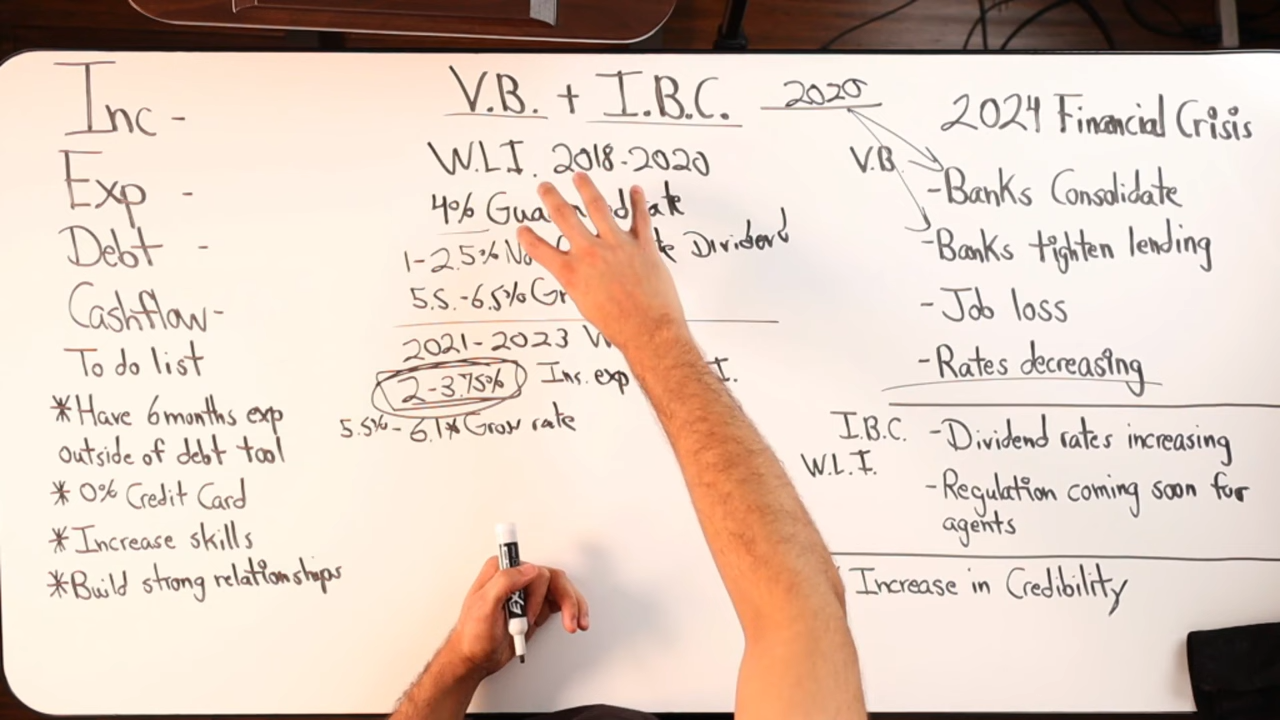 Inc -
Exp -
Debt -
Cashflow-
To do list
*Have 6 months exp
outside of debt tool
* 0% Credit Card
*Increase skills
*Build strong relationships
V.B. + I.B.C.
W.L.I. 2018-2020
4%
1-2.5% Dividend
5.5.-6.5%
2021-2023
2-3.75% Ins. exp
5.5%-6.1% Grow rate
2020
V.B.
2024 Financial Crisis
-Banks Consolidate
-Banks tighten lending
-Job loss
-Rates decreasing
I.B.C. -Dividend rates increasing
W.L.I.
-Regulation coming soon for
agents
Increase in Credibility